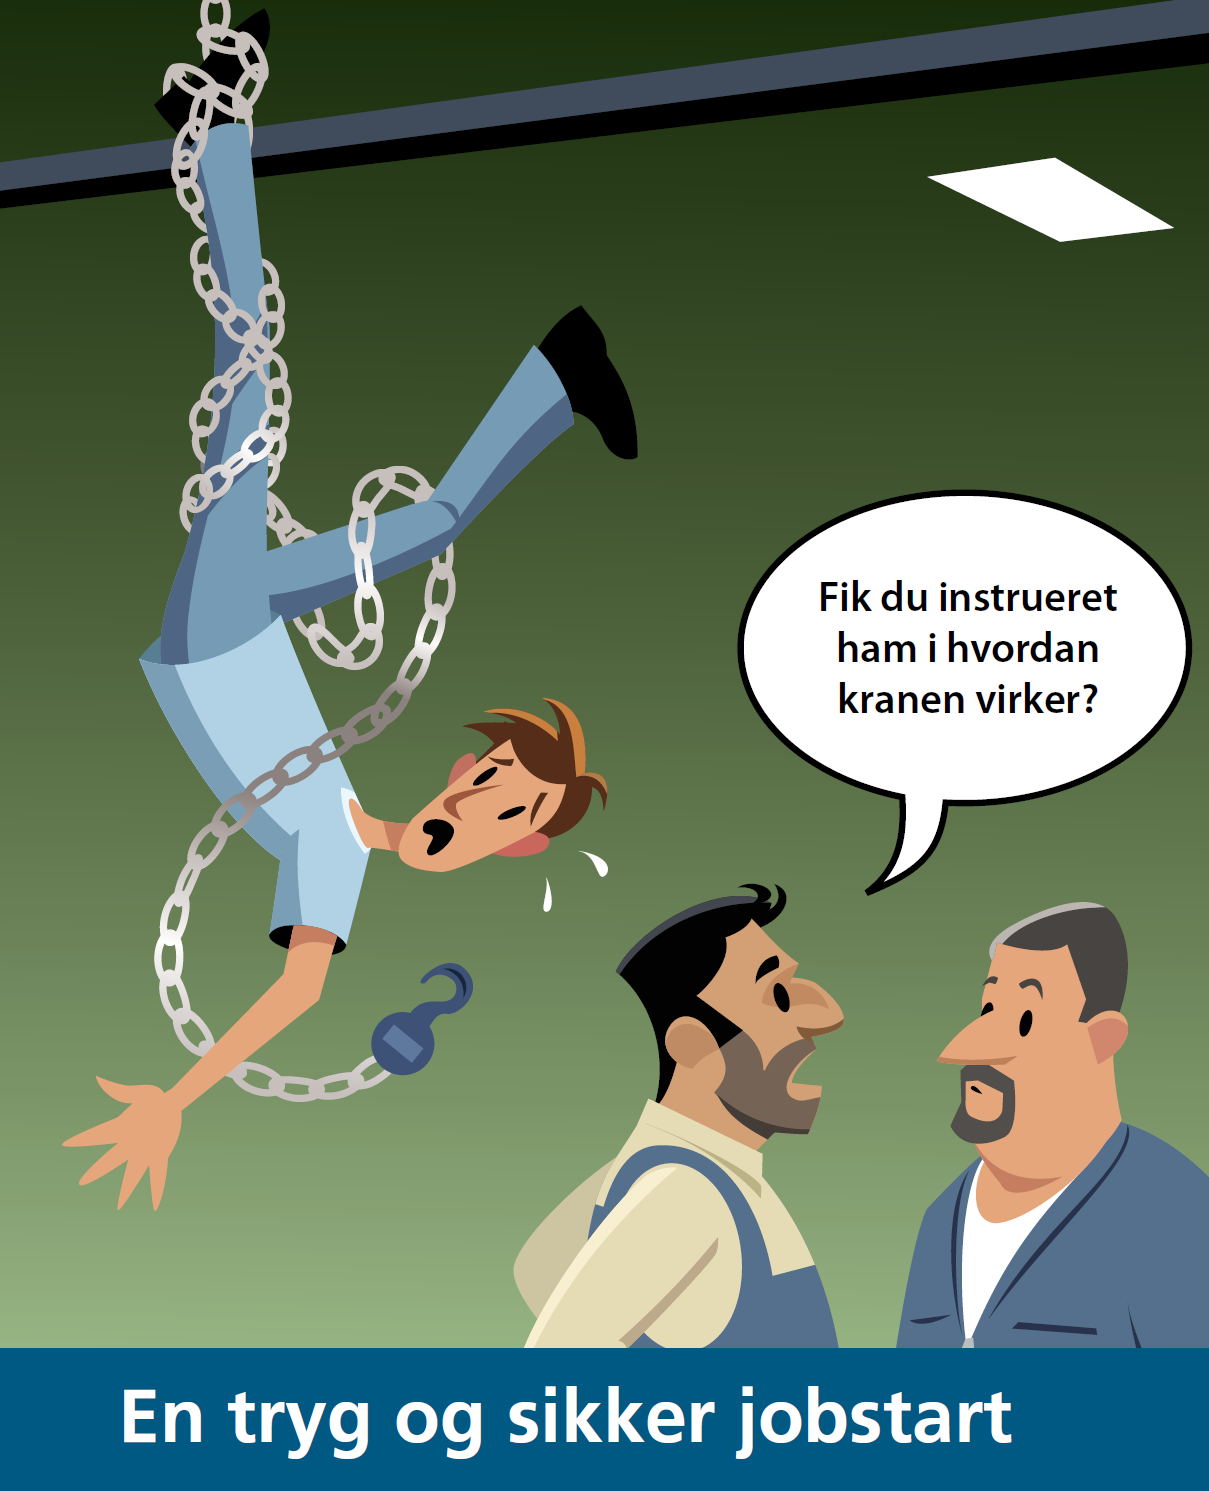 Fik du instrueret
ham i hvordan
kranen virker?
En tryg og sikker jobstart